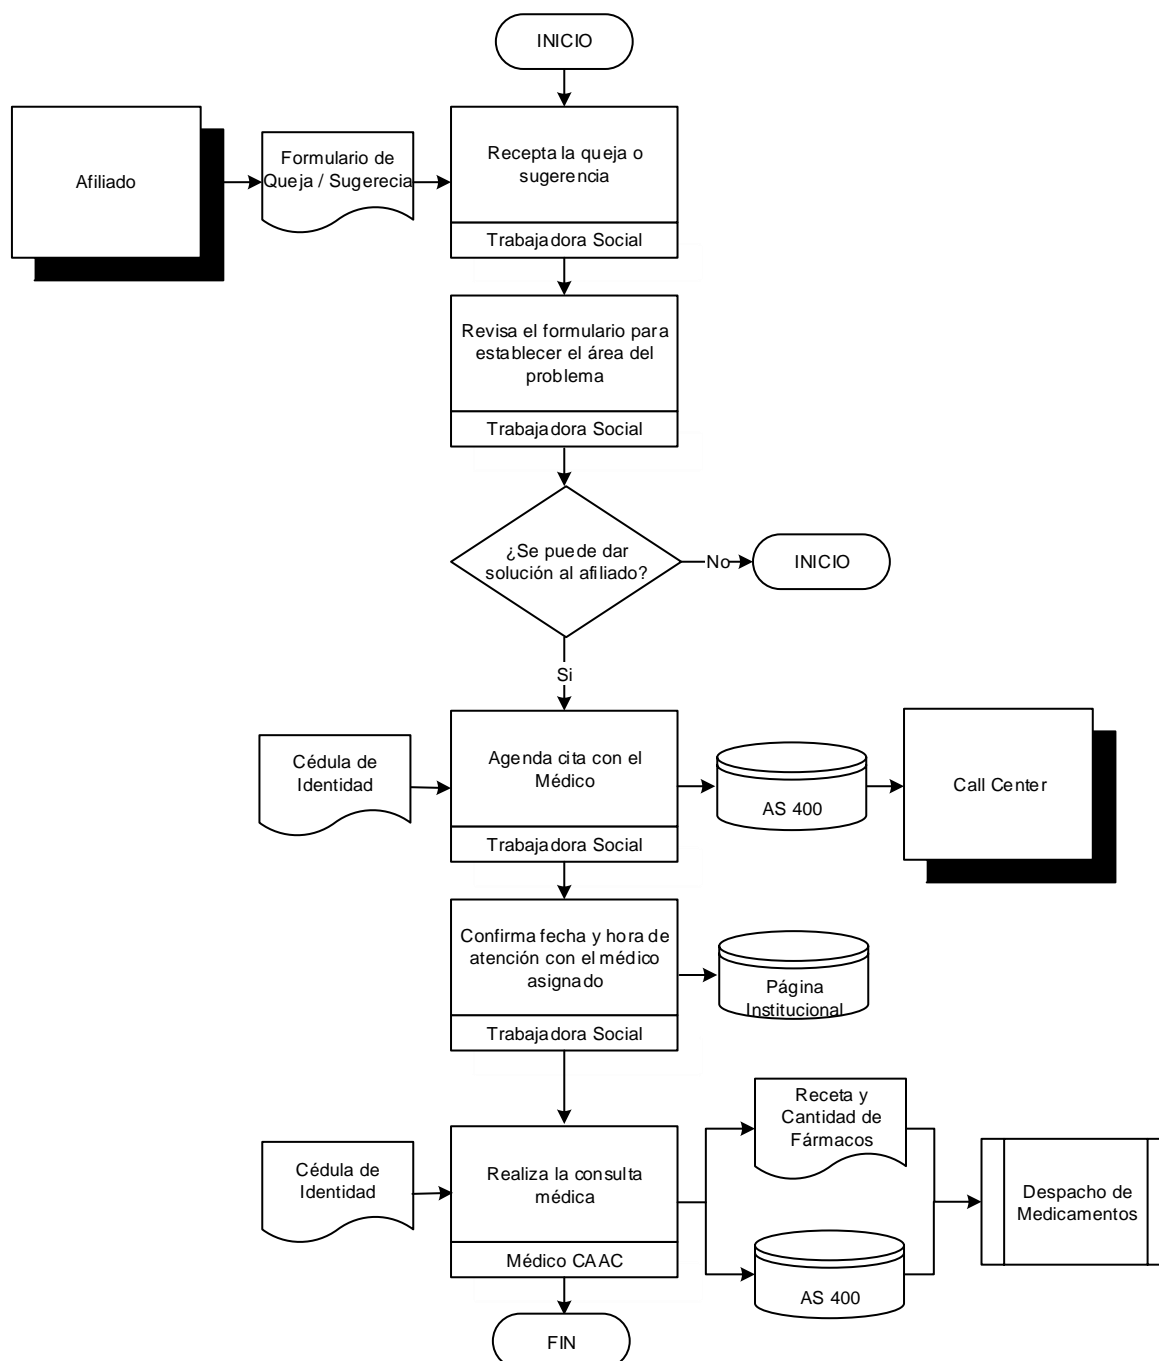 INICIO
Afiliado
Formulario de
Queja / Sugerecia
Recepta la queja o
sugerencia
Trabajadora Social
Revisa el formulario para
establecer el área del
problema
Trabajadora Social
¿Se puede dar
solución al afiliado?
No
INICIO
Si
Cédula de
Identidad
Agenda cita con el
Médico
Trabajadora Social
AS 400
Call Center
Confirma fecha y hora de
atención con el médico
asignado
Trabajadora Social
Página
Institucional
Cédula de
Identidad
Realiza la consulta
médica
Médico CAAC
Receta y
Cantidad de
Fármacos
AS 400
Despacho de
Medicamentos
FIN